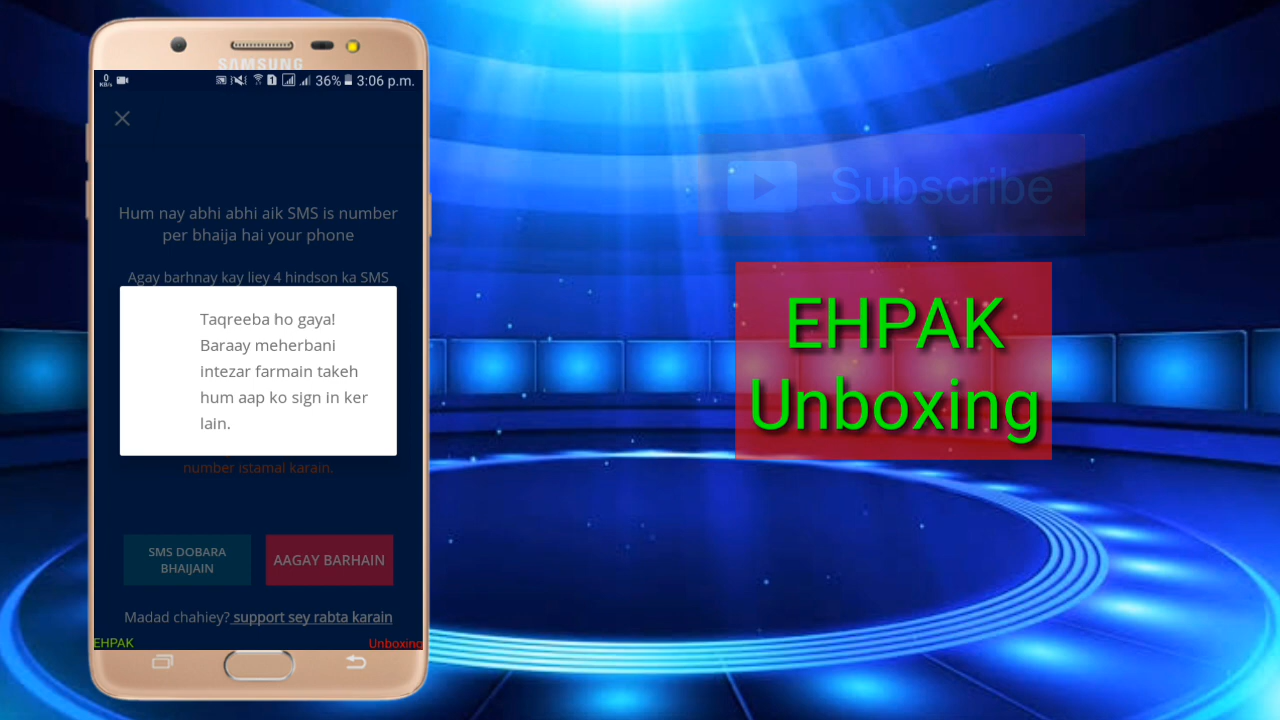 SAMSUNG
0
KB/s
1
36%
3:06 p.m.
Hum nay abhi abhi aik SMS is number
per bhaija hai your phone
Agay barhnay kay liey 4 hindson ka SMS
Taqreeba ho gaya!
Baraay meherbani
intezar farmain takeh
hum aap ko sign in ker
lain.
number istamal karain.
SMS DOBARA
BHAIJAIN
AAGAY BARHAIN
Madad chahiey? support sey rabta karain
EHPAK
Unboxing
Subscribe
EHPAK
Unboxing